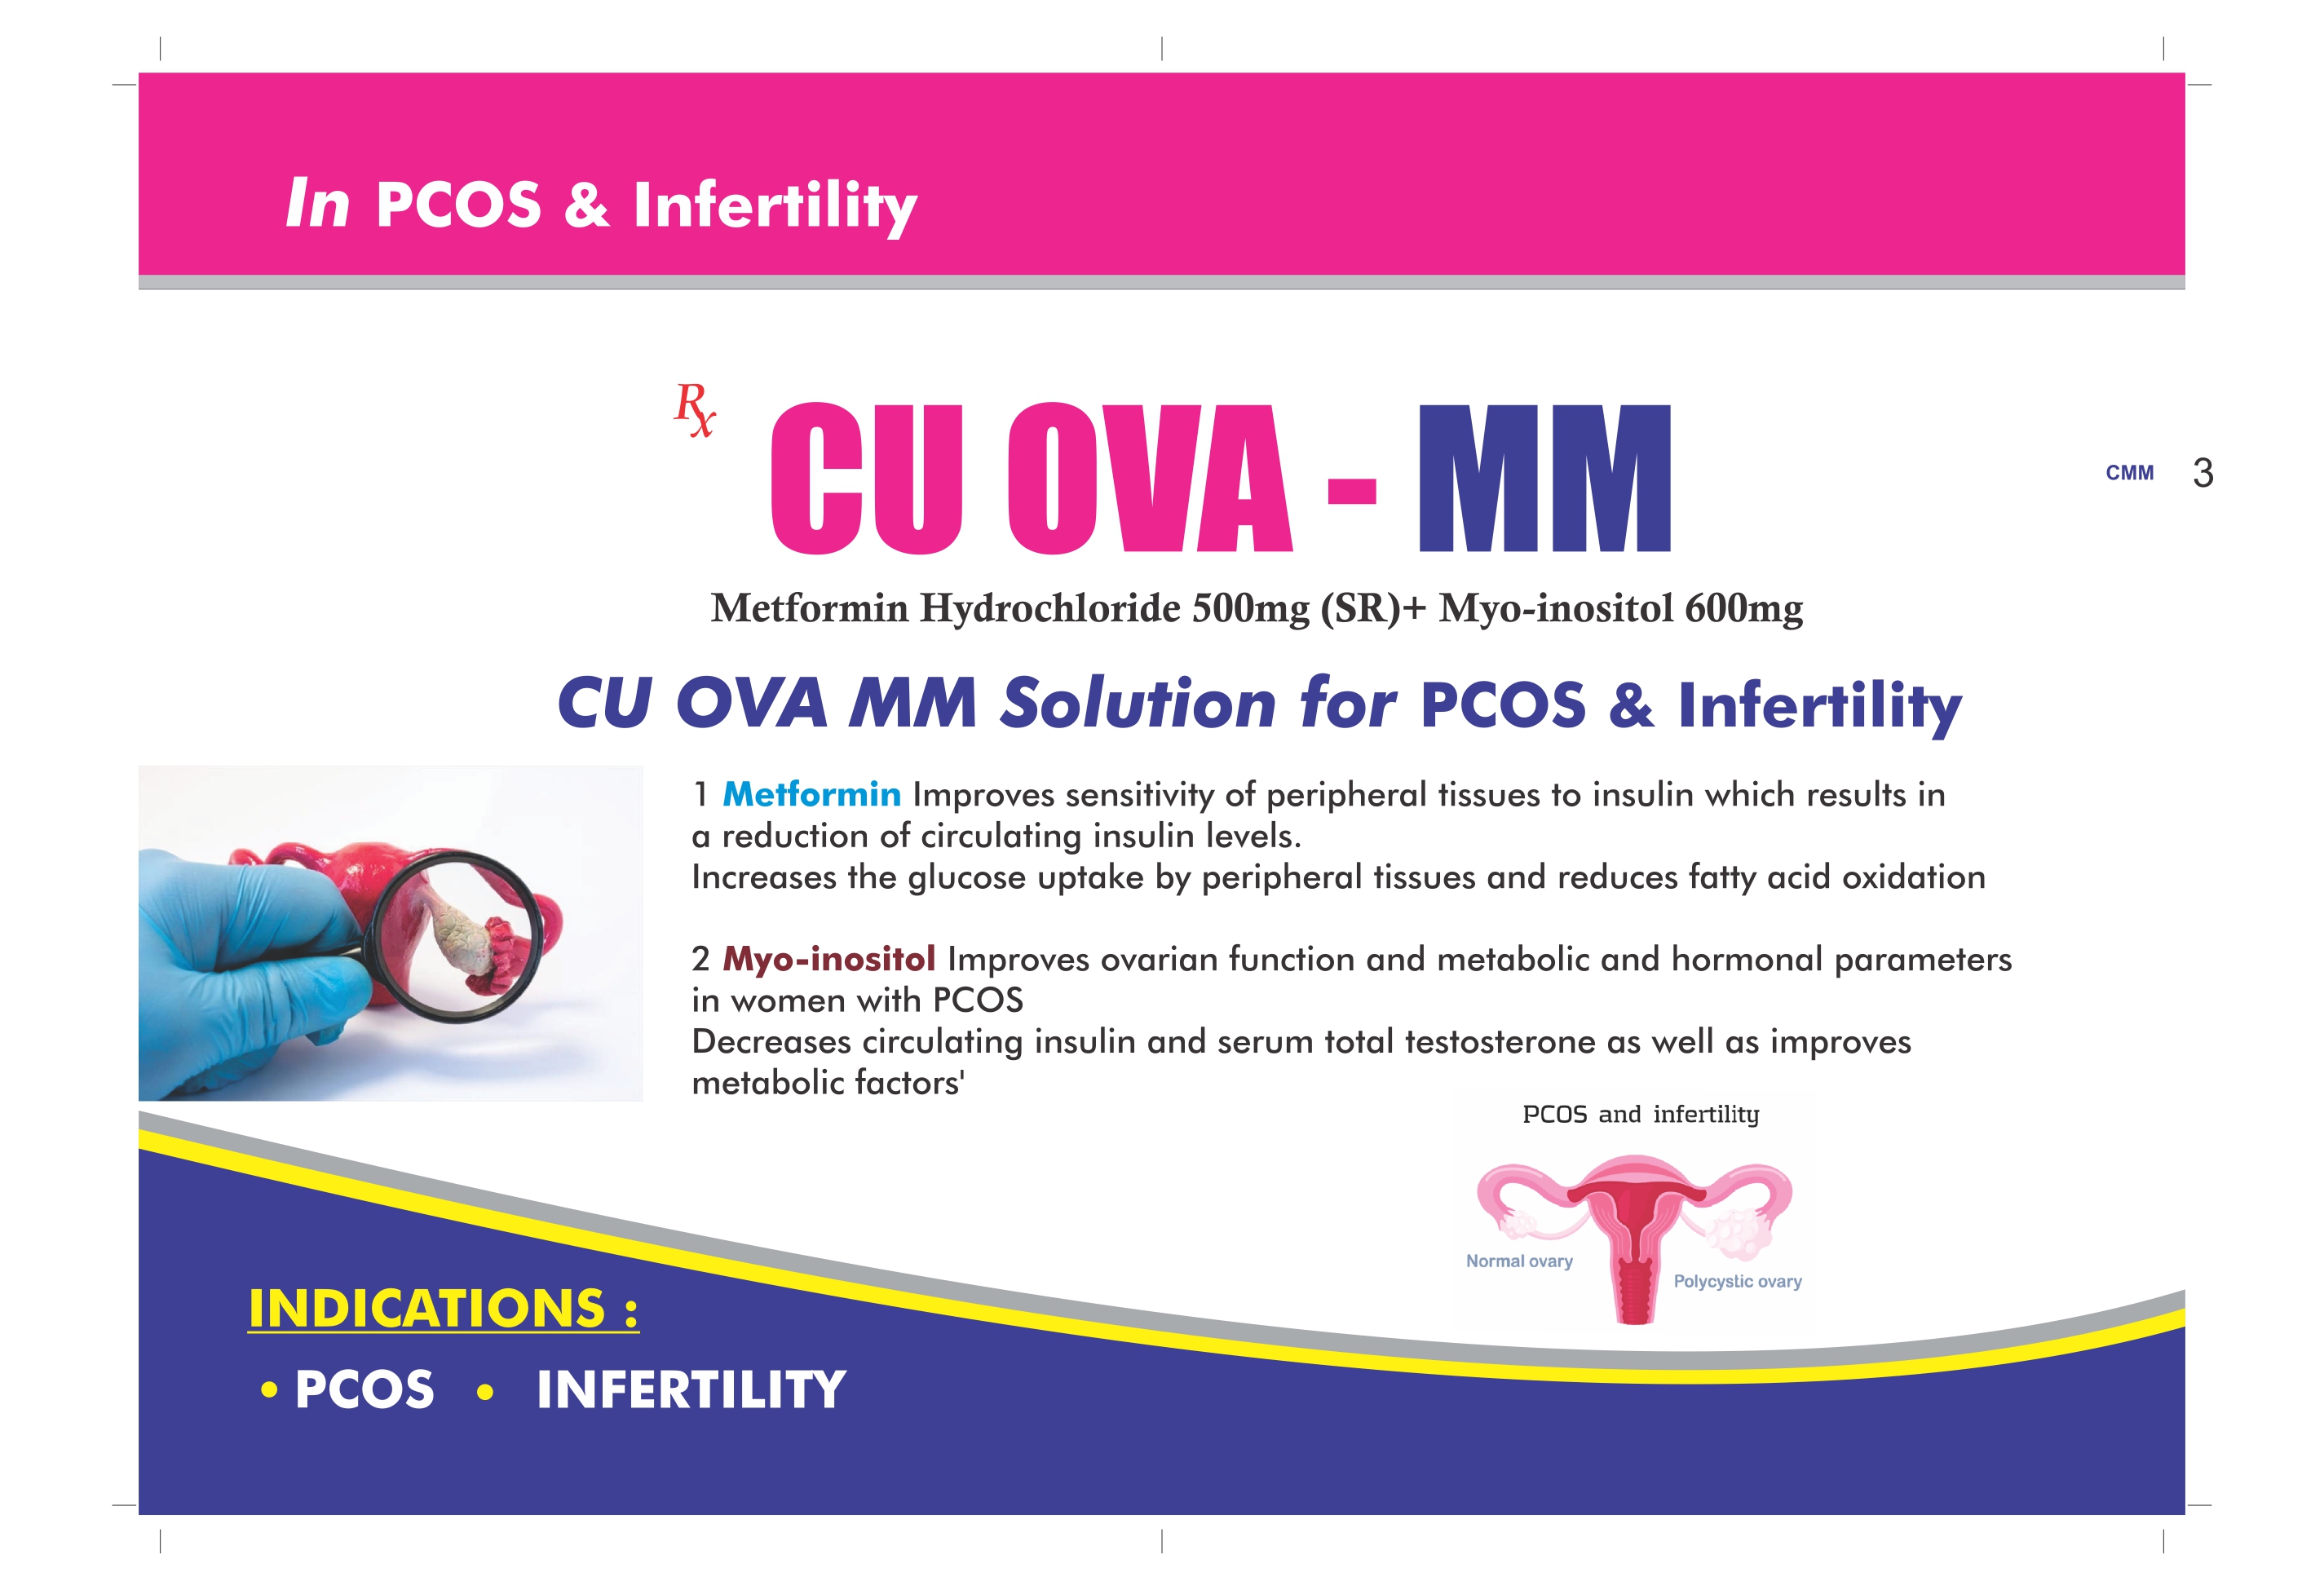 In PCOS & Infertility
Rx CU OVA - MM
CMM 3
Metformin Hydrochloride 500mg (SR)+ Myo-inositol 600mg
CU OVA MM Solution for PCOS & Infertility
1 Metformin Improves sensitivity of peripheral tissues to insulin which results in
a reduction of circulating insulin levels.
Increases the glucose uptake by peripheral tissues and reduces fatty acid oxidation
2 Myo-inositol Improves ovarian function and metabolic and hormonal parameters
in women with PCOS
Decreases circulating insulin and serum total testosterone as well as improves
metabolic factors'
PCOS and infertility
Normal ovary
Polycystic ovary
INDICATIONS :
• PCOS • INFERTILITY